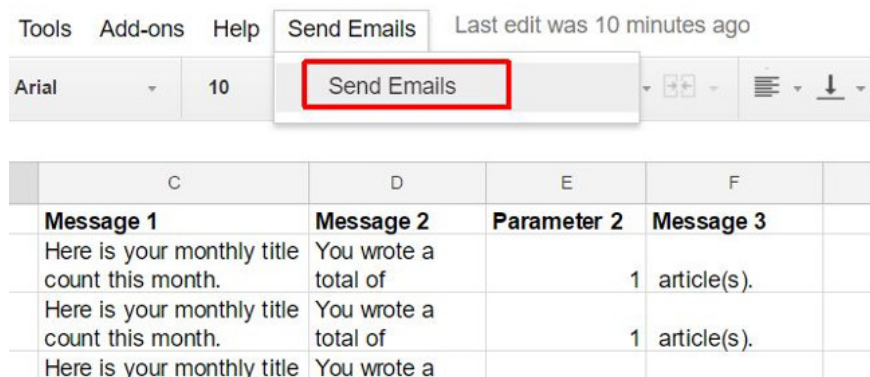 Tools Add-ons Help Send Emails Last edit was 10 minutes ago
Arial 10 Send Emails
C D E F
Message 1 Message 2 Parameter 2 Message 3
Here is your monthly title You wrote a
count this month. total of 1 article(s).
Here is your monthly title You wrote a
count this month. total of 1 article(s).
Here is your monthly title You wrote a